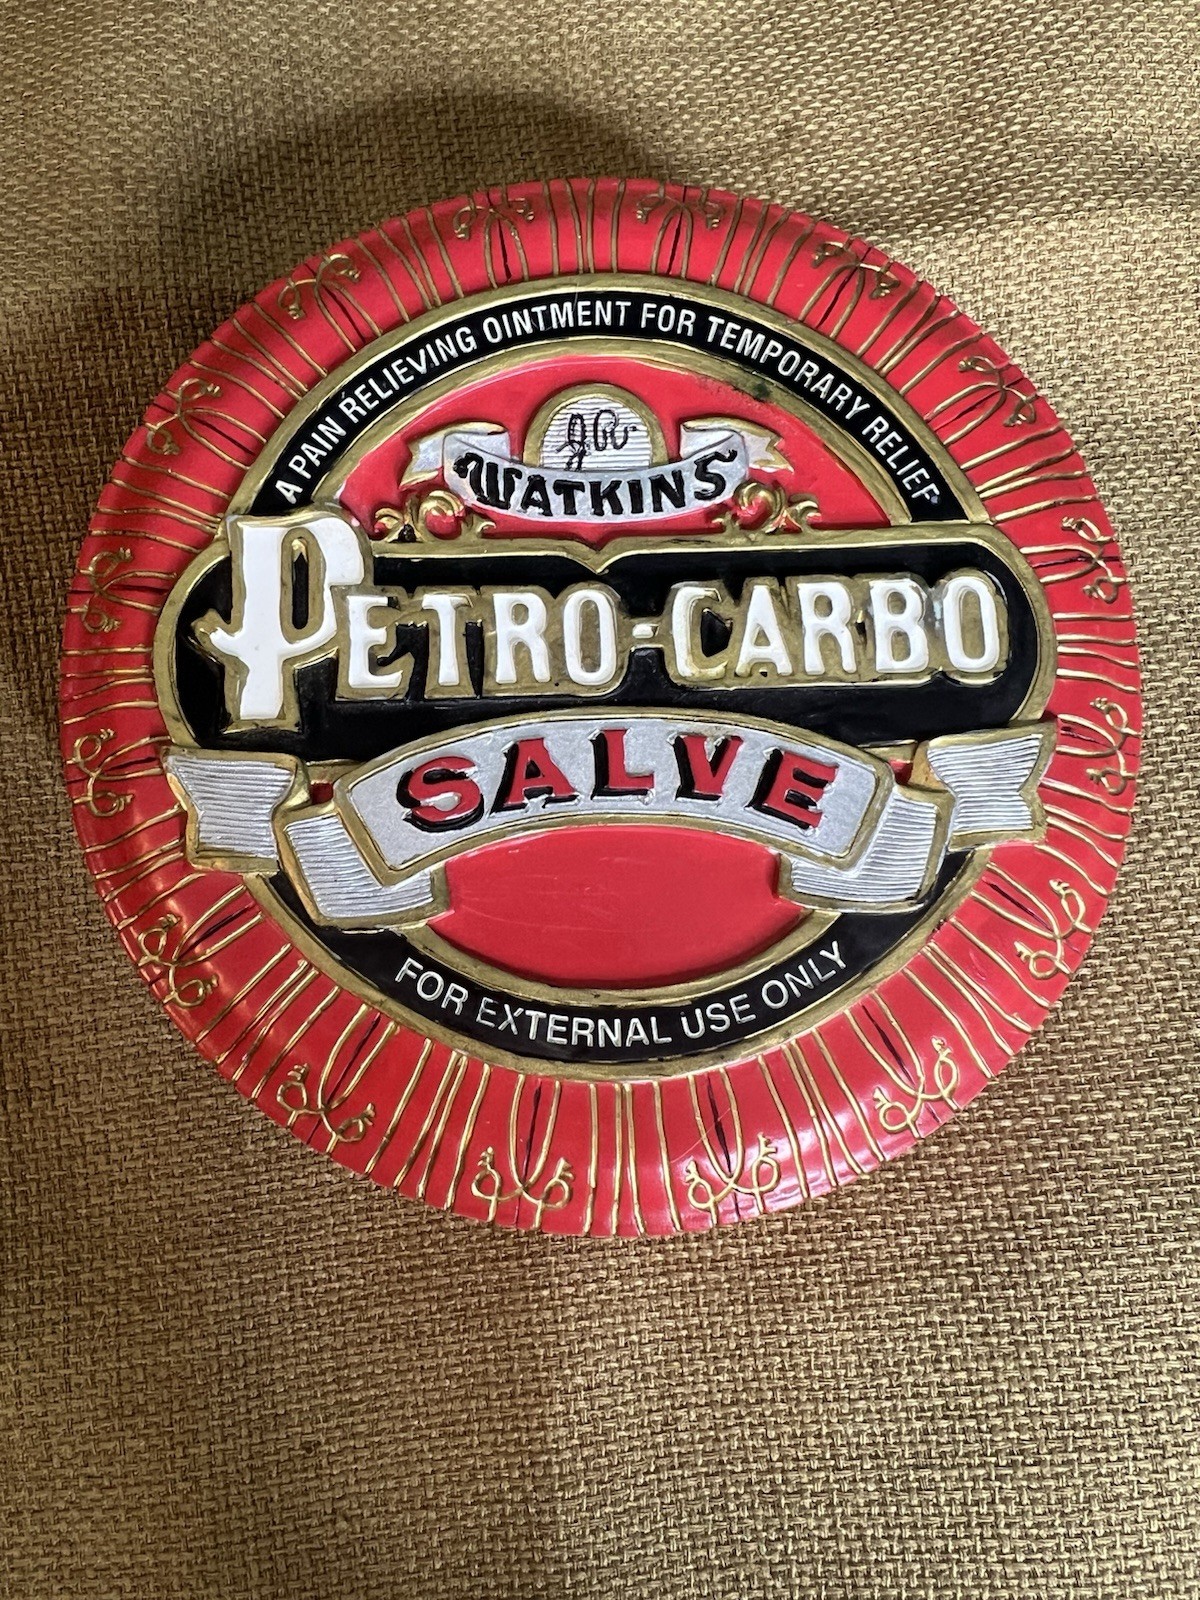 A PAIN RELIEVING OINTMENT FOR TEMPORARY RELIEF
J.R.
WATKINS
PETRO-CARBO
SALVE
FOR EXTERNAL USE ONLY